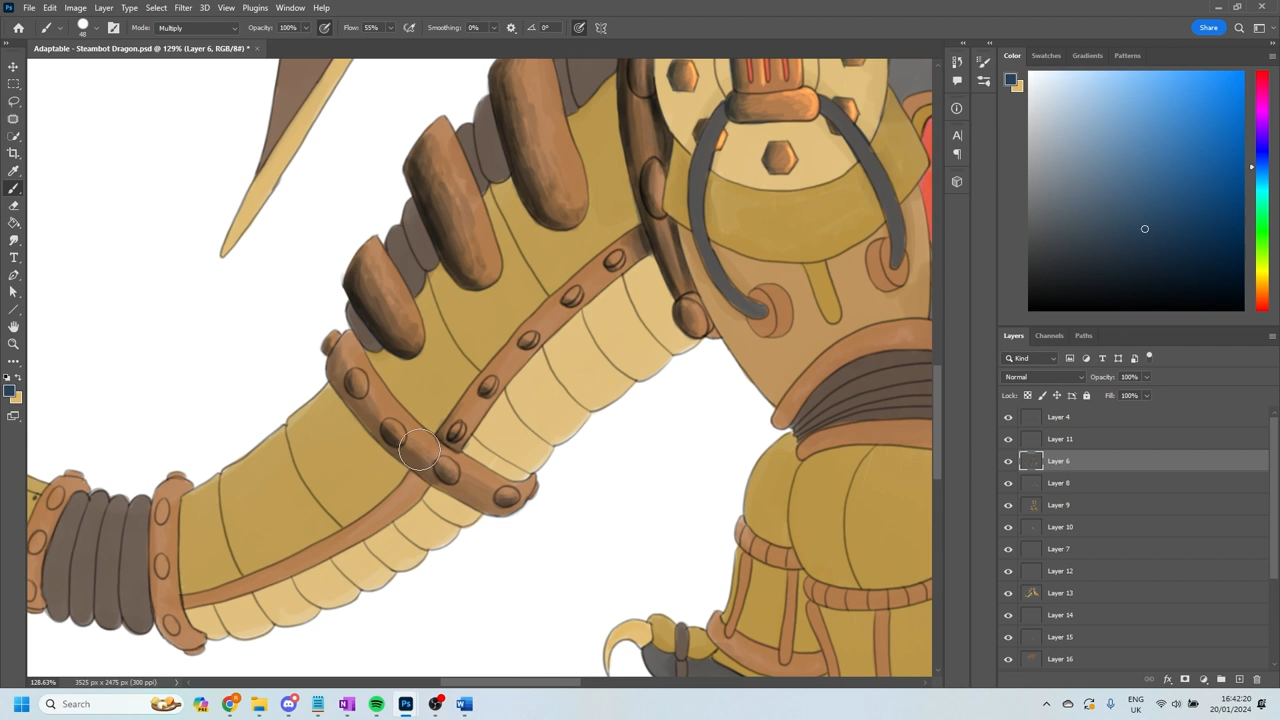 File Edit Image Layer Type Select Filter 3D View Plugins Window Help
48 Mode: Multiply Opacity: 100% Flow: 55% Smoothing: 0% 0° Share
Adaptable - Steambot Dragon.psd @ 129% (Layer 6, RGB/8#) * ×
Color Swatches Gradients Patterns
Layers Channels Paths
Kind
Normal Opacity: 100%
Lock: Fill: 100%
Layer 4
Layer 11
Layer 6
Layer 8
Layer 9
Layer 10
Layer 7
Layer 12
Layer 13
Layer 14
Layer 15
Layer 16
128.63% 3525 px x 2475 px (300 ppi)
Search
ENG
UK
16:42:20
20/01/2024